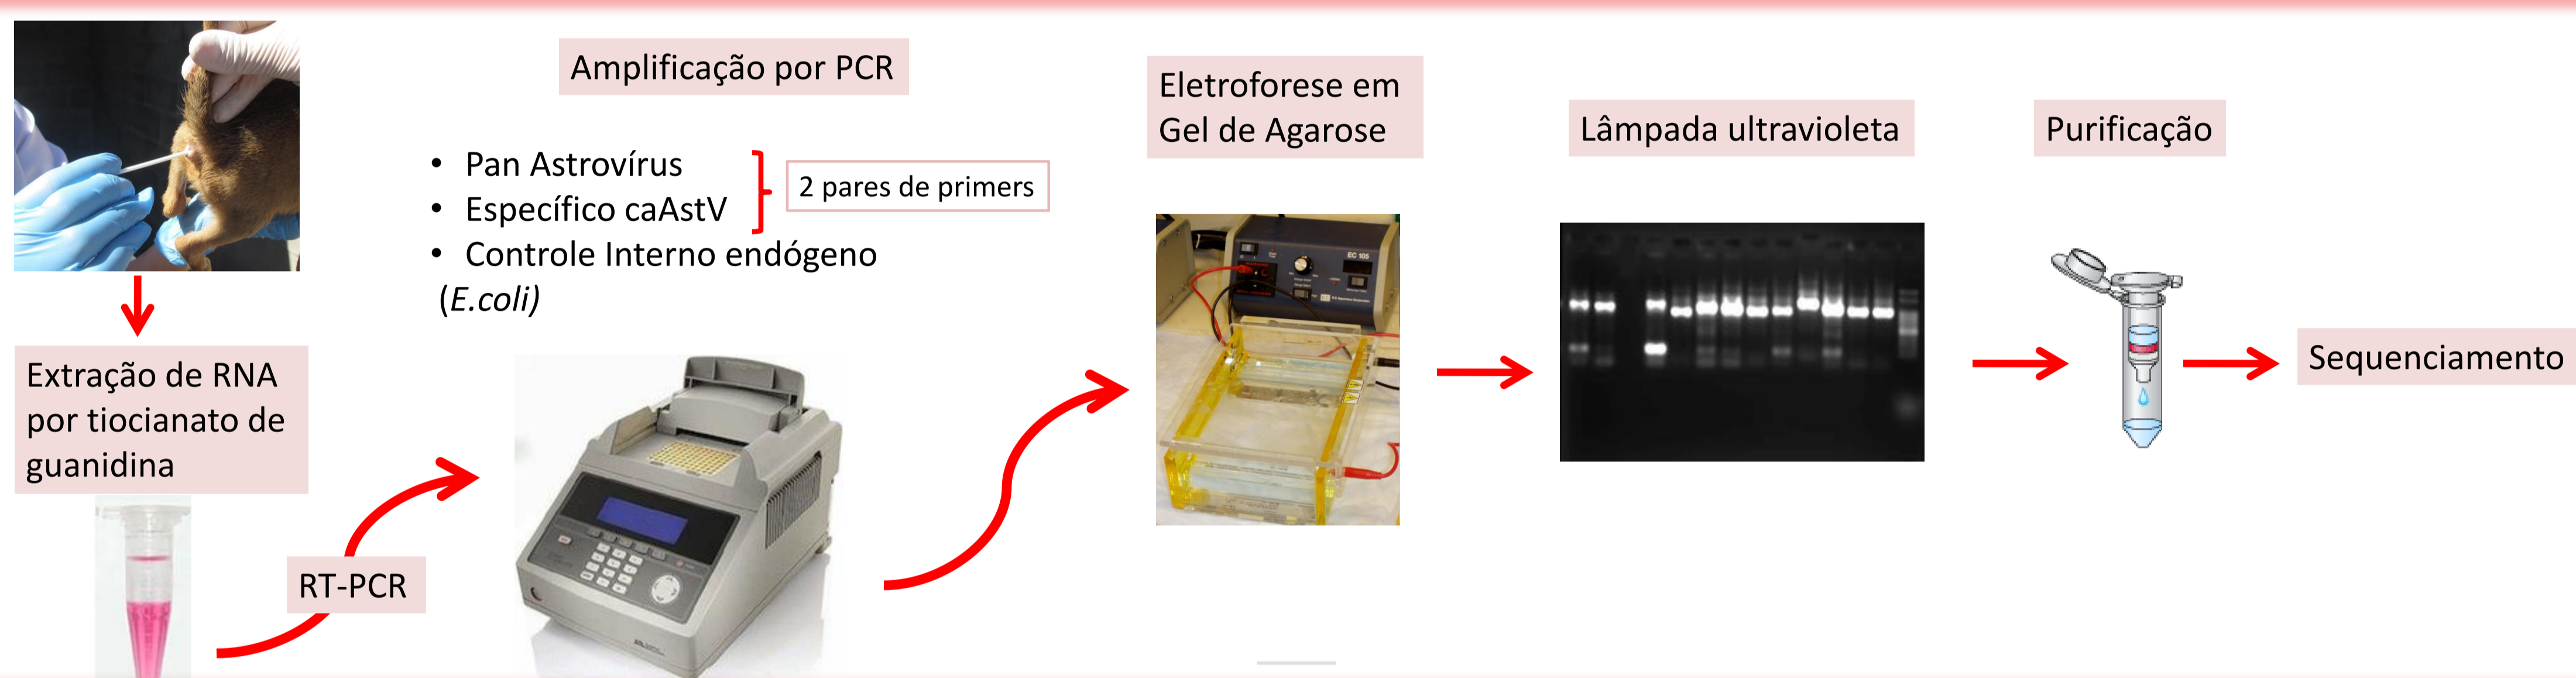 Amplificação por PCR
• Pan Astrovírus
• Específico caAstV
2 pares de primers
• Controle Interno endógeno
(E.coli)
Extração de RNA
por tiocianato de
guanidina
RT-PCR
Eletroforese em
Gel de Agarose
EC 105
Lâmpada ultravioleta
Purificação
Sequenciamento